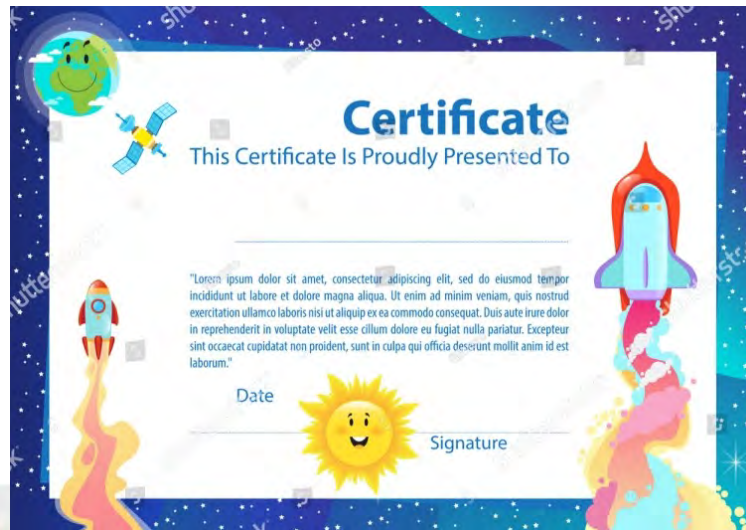 Certificate
This Certificate Is Proudly Presented To
"Lorem ipsum dolor sit amet, consectetur adipiscing elit, sed do eiusmod tempor
incididunt ut labore et dolore magna aliqua. Ut enim ad minim veniam, quis nostrud
exercitation ullamco laboris nisi ut aliquip ex ea commodo consequat. Duis aute irure dolor
in reprehenderit in voluptate velit esse cillum dolore eu fugiat nulla pariatur. Excepteur
sint occaecat cupidatat non proident, sunt in culpa qui officia deserunt mollit anim id est
laborum."
Date
Signature